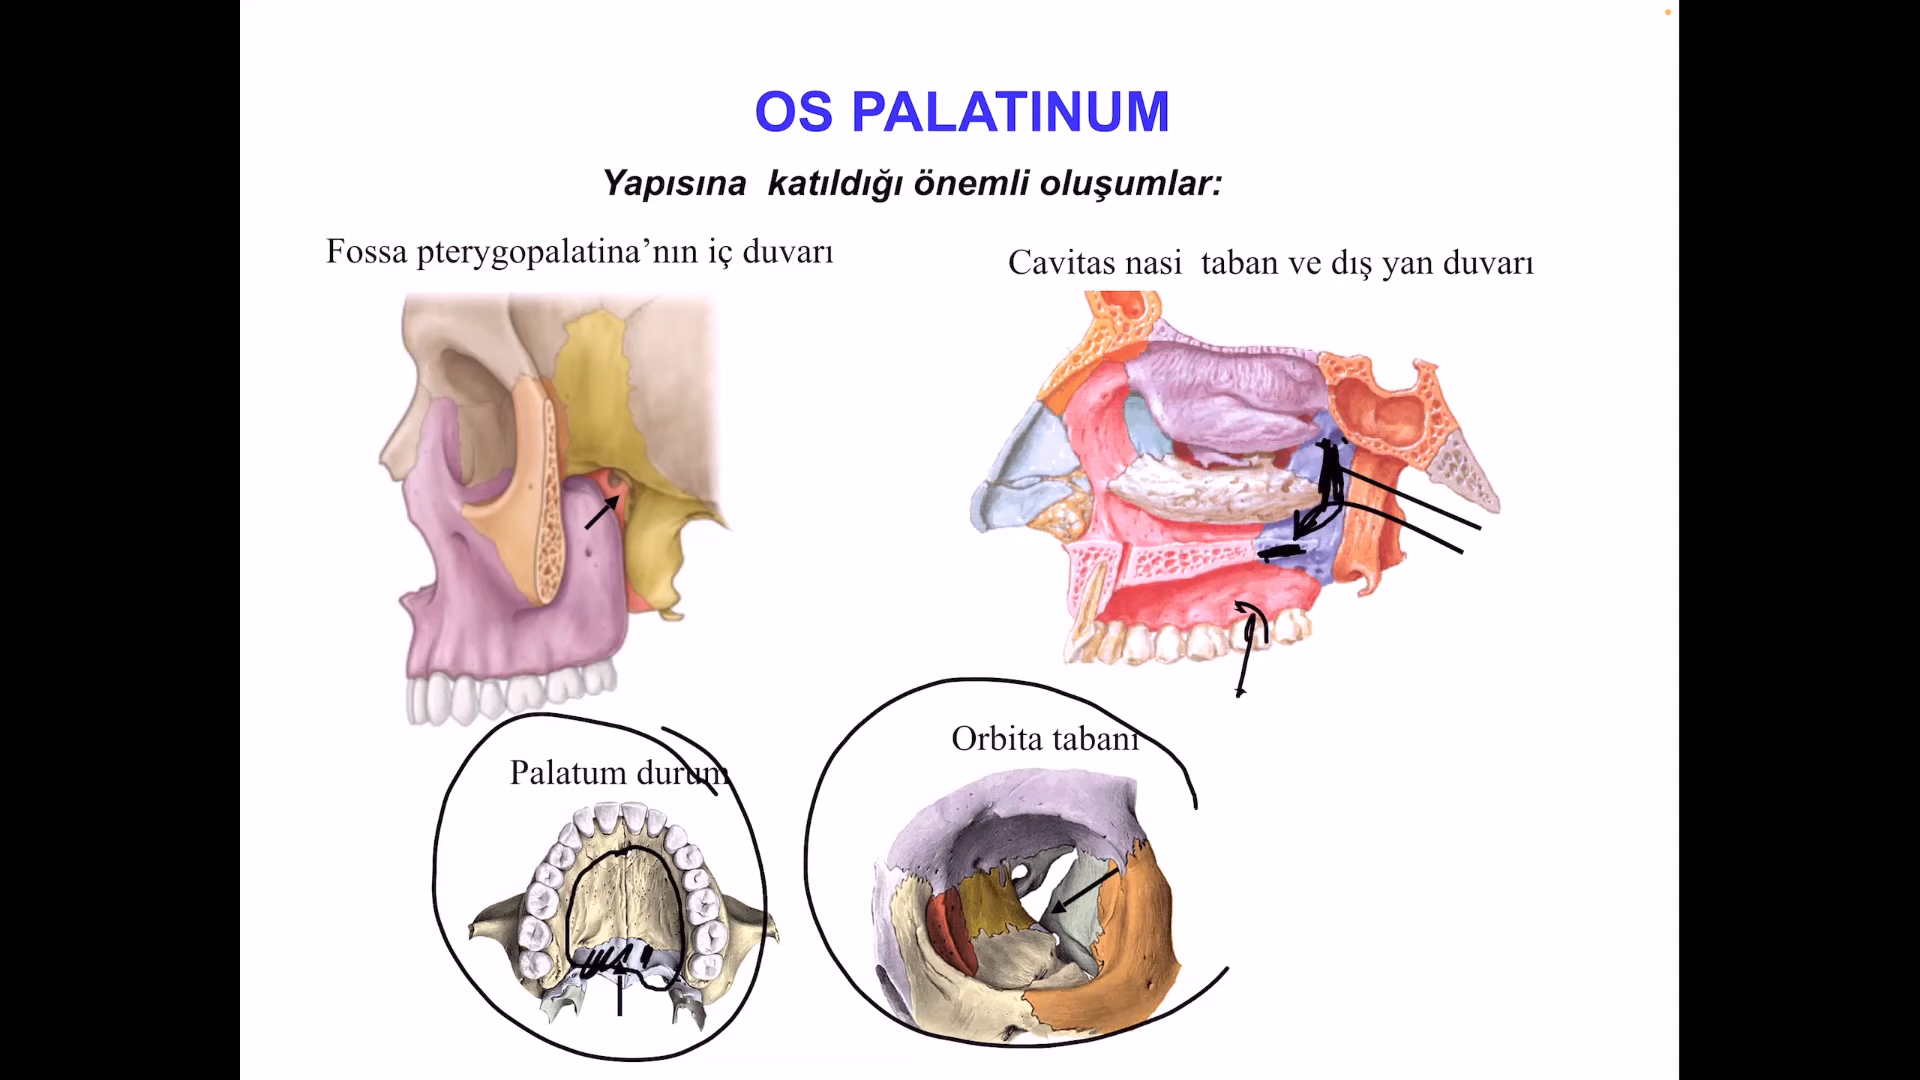 OS PALATINUM
Yapısına katıldığı önemli oluşumlar:
Fossa pterygopalatina’nın iç duvarı
Cavitas nasi taban ve dış yan duvarı
Palatum durum
Orbita tabanı